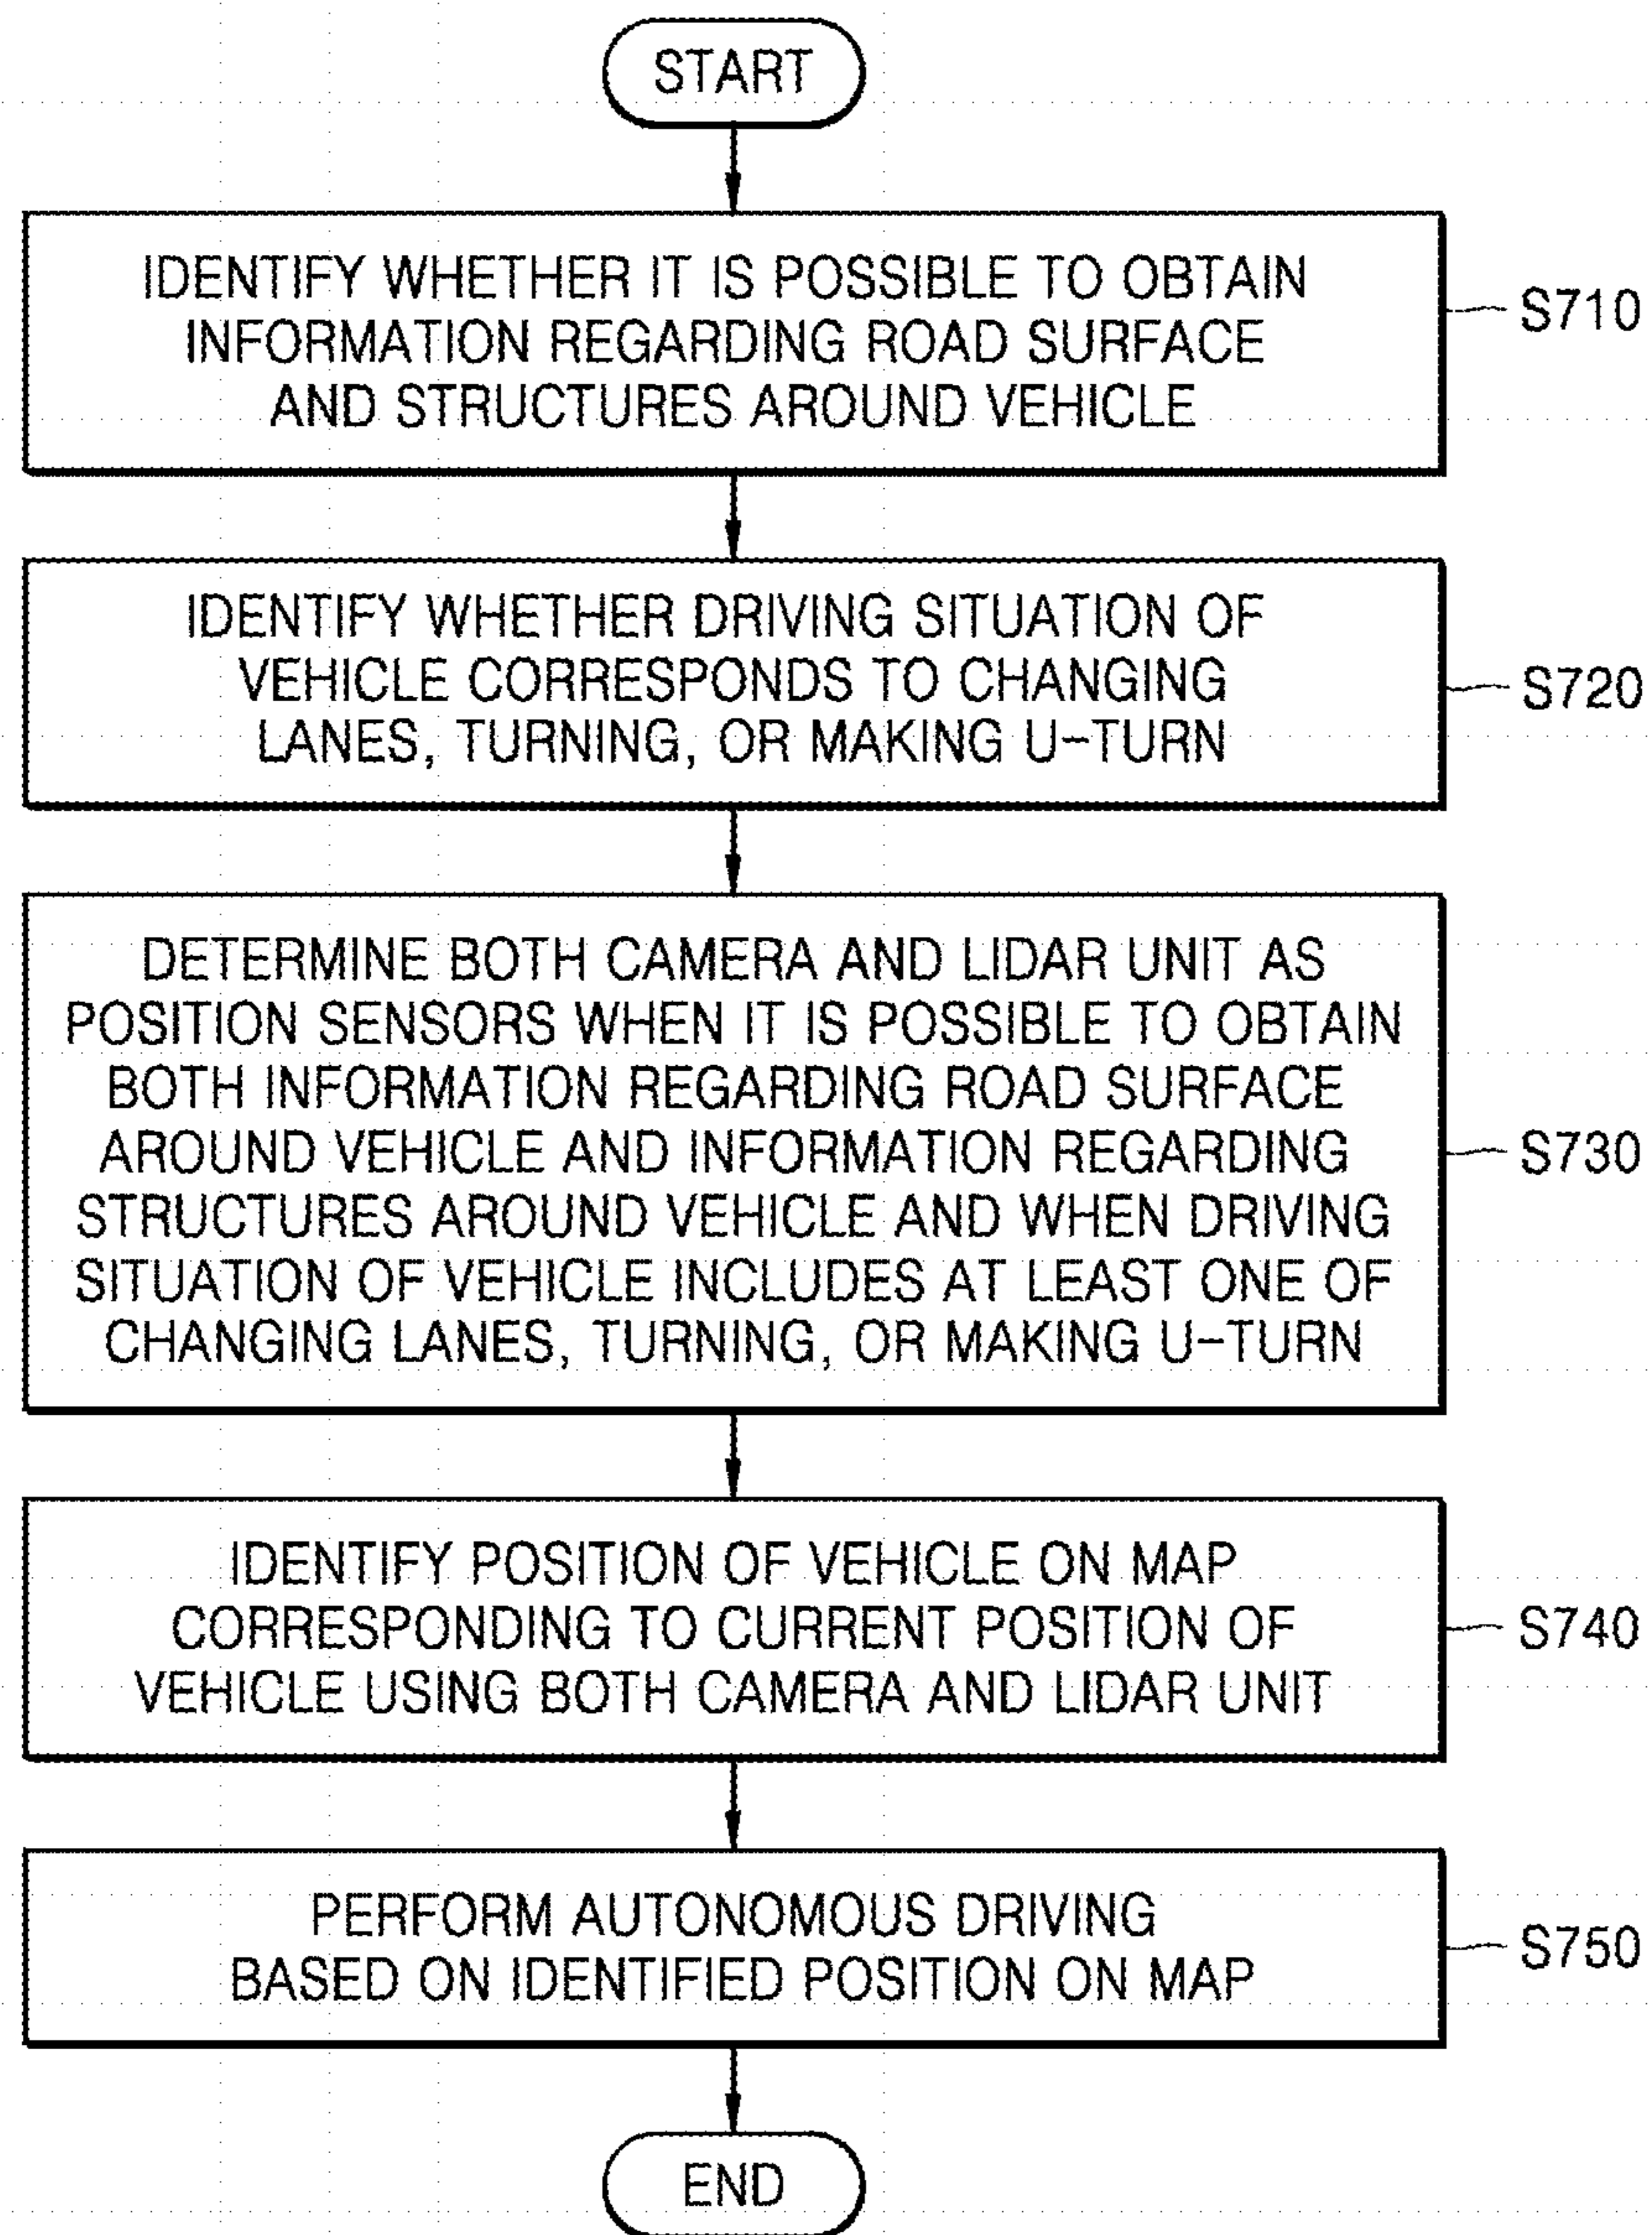 START
IDENTIFY WHETHER IT IS POSSIBLE TO OBTAIN
INFORMATION REGARDING ROAD SURFACE
AND STRUCTURES AROUND VEHICLE
S710
IDENTIFY WHETHER DRIVING SITUATION OF
VEHICLE CORRESPONDS TO CHANGING
LANES, TURNING, OR MAKING U-TURN
S720
DETERMINE BOTH CAMERA AND LIDAR UNIT AS
POSITION SENSORS WHEN IT IS POSSIBLE TO OBTAIN
BOTH INFORMATION REGARDING ROAD SURFACE
AROUND VEHICLE AND INFORMATION REGARDING
STRUCTURES AROUND VEHICLE AND WHEN DRIVING
SITUATION OF VEHICLE INCLUDES AT LEAST ONE OF
CHANGING LANES, TURNING, OR MAKING U-TURN
S730
IDENTIFY POSITION OF VEHICLE ON MAP
CORRESPONDING TO CURRENT POSITION OF
VEHICLE USING BOTH CAMERA AND LIDAR UNIT
S740
PERFORM AUTONOMOUS DRIVING
BASED ON IDENTIFIED POSITION ON MAP
S750
END